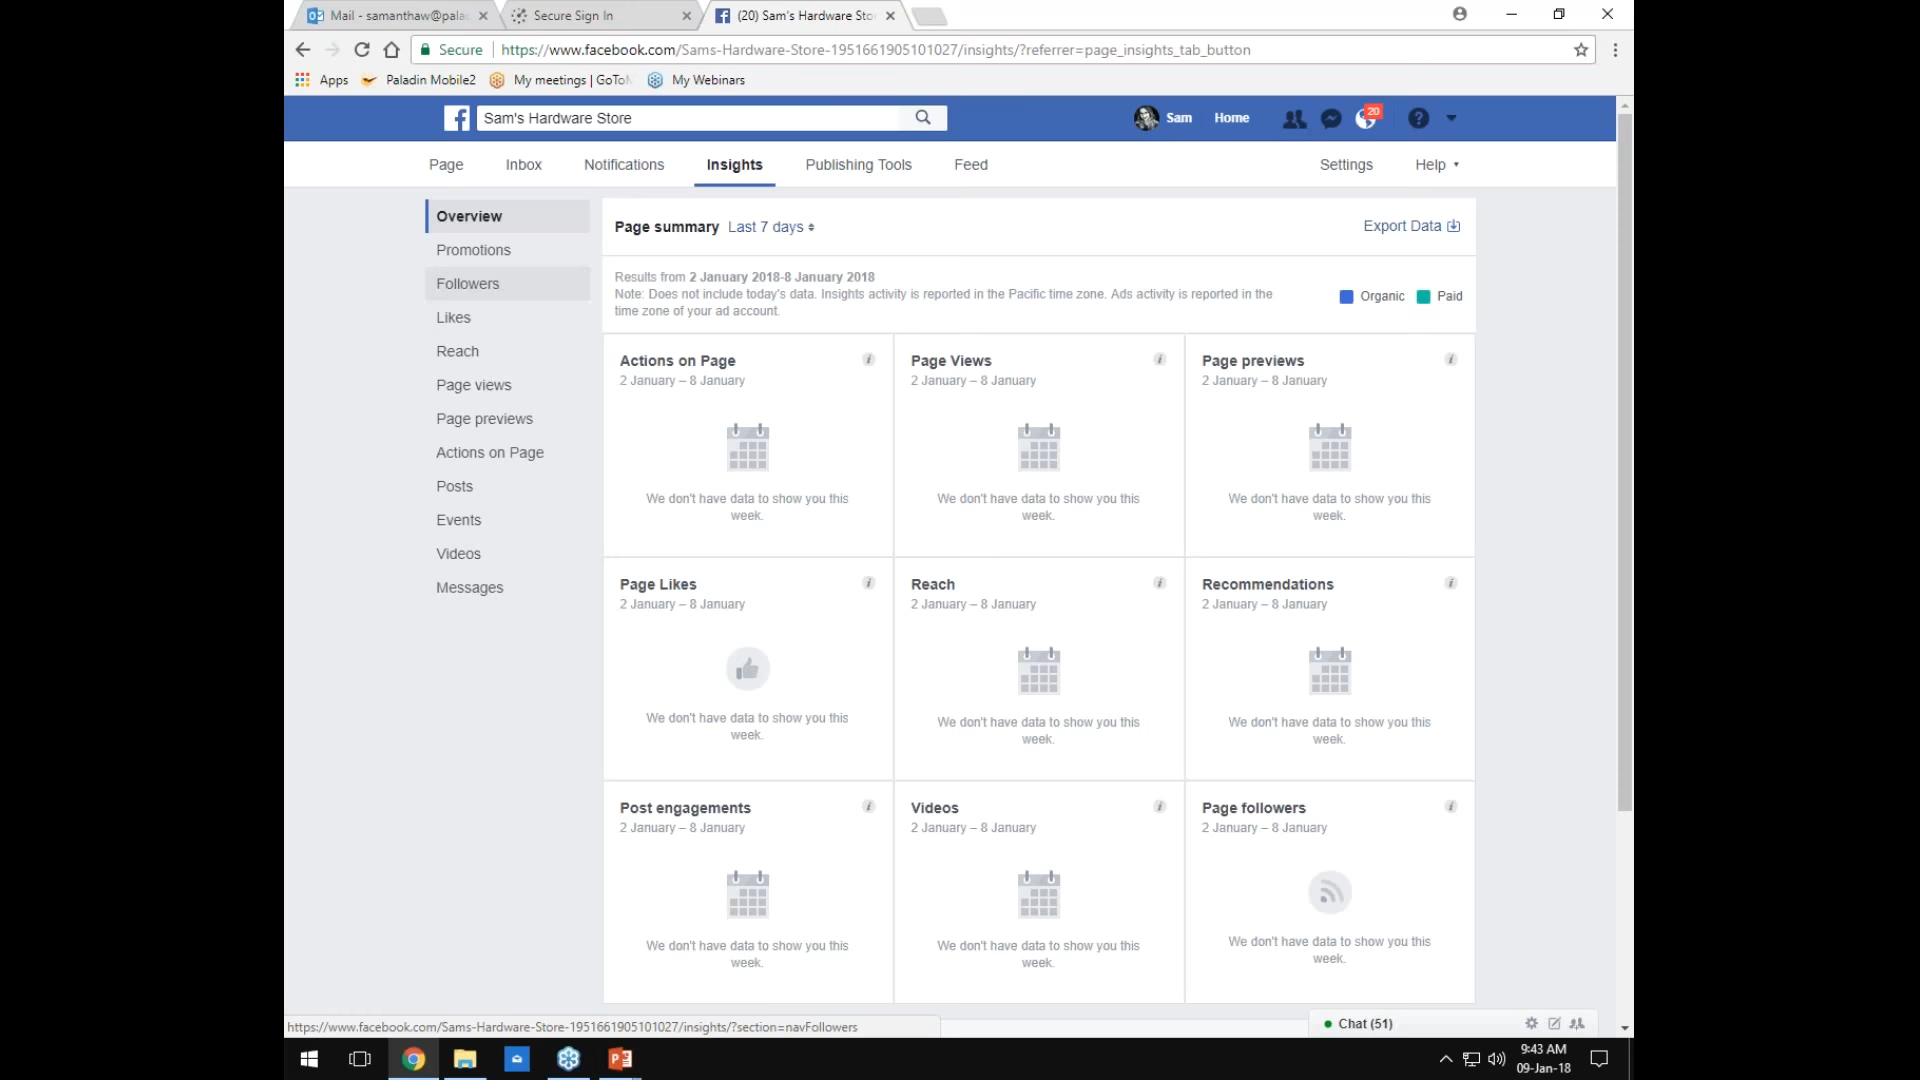 Mail - samanthaw@pala
Secure Sign In
(20) Sam's Hardware Sto
Secure
https://www.facebook.com/Sams-Hardware-Store-1951661905101027/insights/?referrer=page_insights_tab_button
Apps
Paladin Mobile2
My meetings | GoToM
My Webinars
Sam's Hardware Store
Sam
Home
20
Page
Inbox
Notifications
Insights
Publishing Tools
Feed
Settings
Help
Overview
Promotions
Followers
Likes
Reach
Page views
Page previews
Actions on Page
Posts
Events
Videos
Messages
Page summary Last 7 days
Export Data
Results from 2 January 2018-8 January 2018
Note: Does not include today's data. Insights activity is reported in the Pacific time zone. Ads activity is reported in the
time zone of your ad account.
Organic
Paid
Actions on Page
2 January – 8 January
We don't have data to show you this
week.
Page Views
2 January – 8 January
We don't have data to show you this
week.
Page previews
2 January – 8 January
We don't have data to show you this
week.
Page Likes
2 January – 8 January
We don't have data to show you this
week.
Reach
2 January – 8 January
We don't have data to show you this
week.
Recommendations
2 January – 8 January
We don't have data to show you this
week.
Post engagements
2 January – 8 January
We don't have data to show you this
week.
Videos
2 January – 8 January
We don't have data to show you this
week.
Page followers
2 January – 8 January
We don't have data to show you this
week.
https://www.facebook.com/Sams-Hardware-Store-1951661905101027/insights/?section=navFollowers
Chat (51)
9:43 AM
09-Jan-18